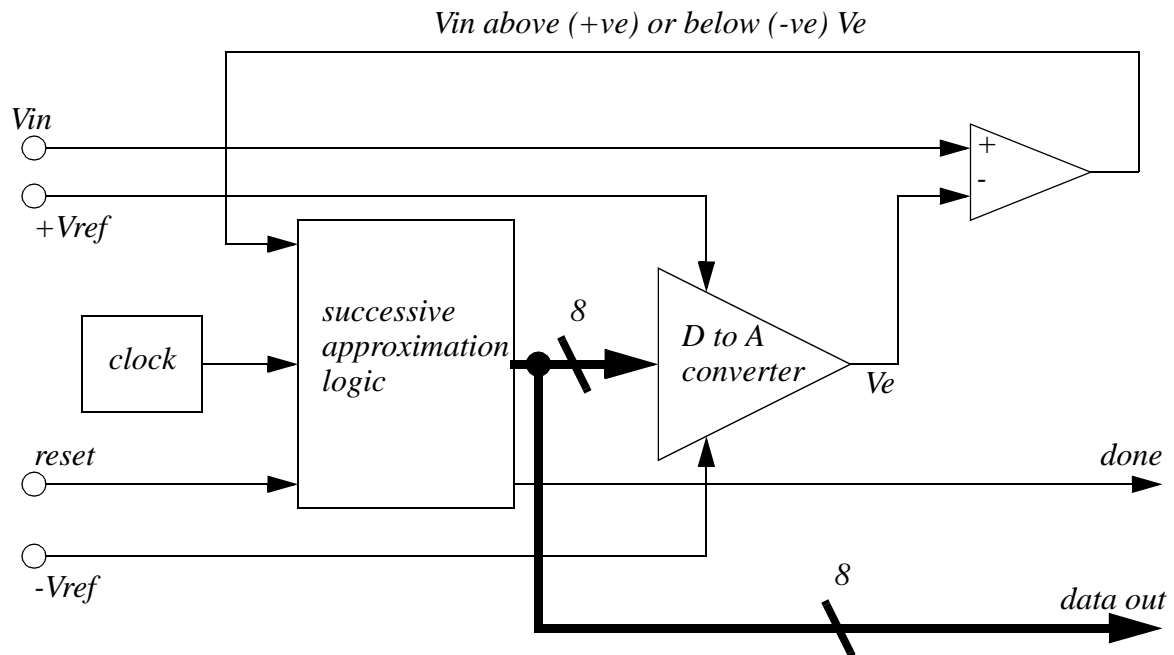 Vin above (+ve) or below (-ve) Ve
Vin
+
-
+Vref
8
successive
approximation
logic
D to A
converter
clock
Ve
reset
done
-Vref
8
data out